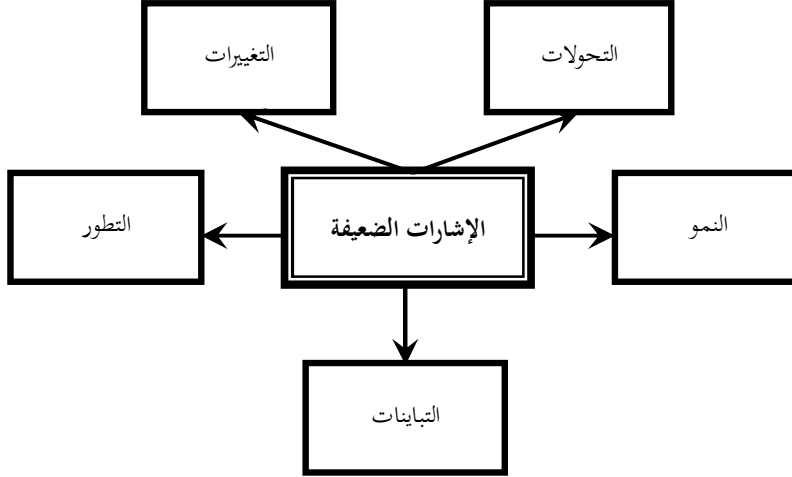 التحولات
التغييرات
النمو
الإشارات الضعيفة
التطور
التباينات